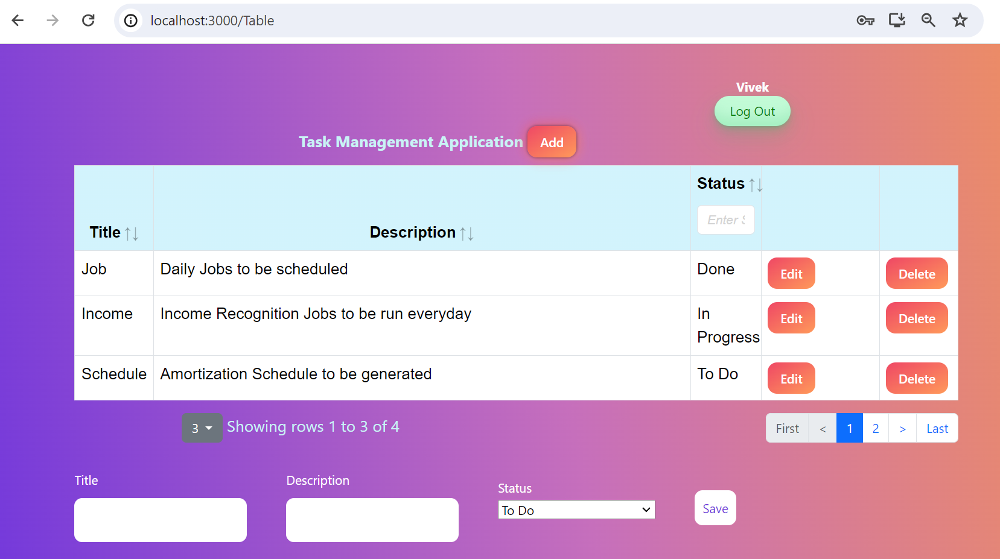 localhost:3000/Table
Vivek
Log Out
Task Management Application Add
Title Description Status
Enter S
Job Daily Jobs to be scheduled Done Edit Delete
Income Income Recognition Jobs to be run everyday In Progress Edit Delete
Schedule Amortization Schedule to be generated To Do Edit Delete
3 Showing rows 1 to 3 of 4 First < 1 2 > Last
Title Description Status
To Do Save